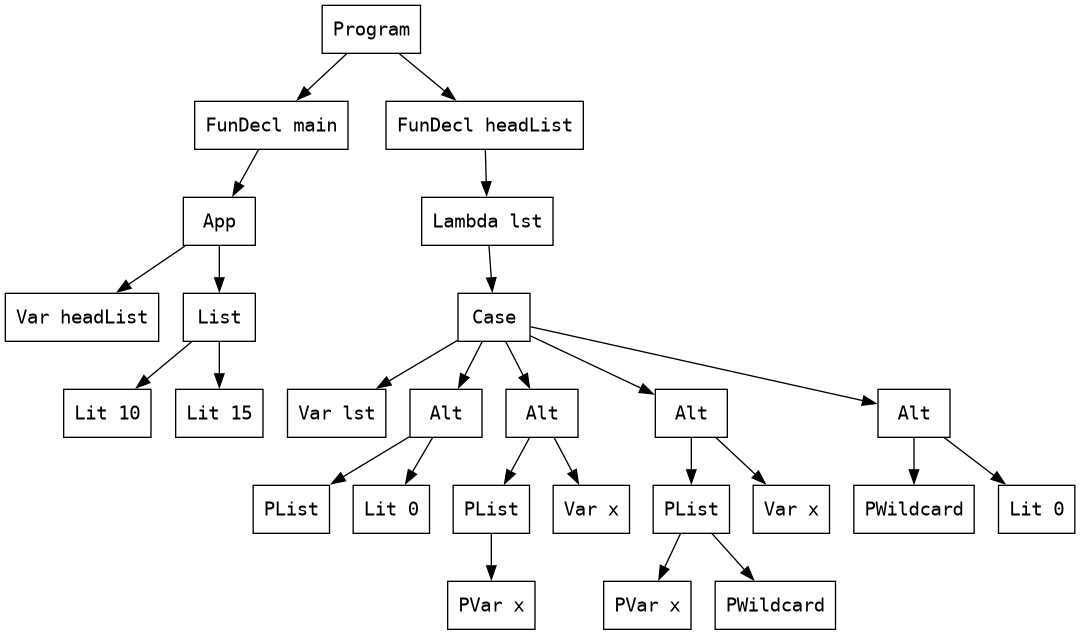 Program
FunDecl main
FunDecl headList
App
Lambda lst
Var headList
List
Case
Lit 10
Lit 15
Var lst
Alt
Alt
Alt
Alt
PList
Lit 0
PList
Var x
PList
Var x
PWildcard
Lit 0
PVar x
PVar x
PWildcard